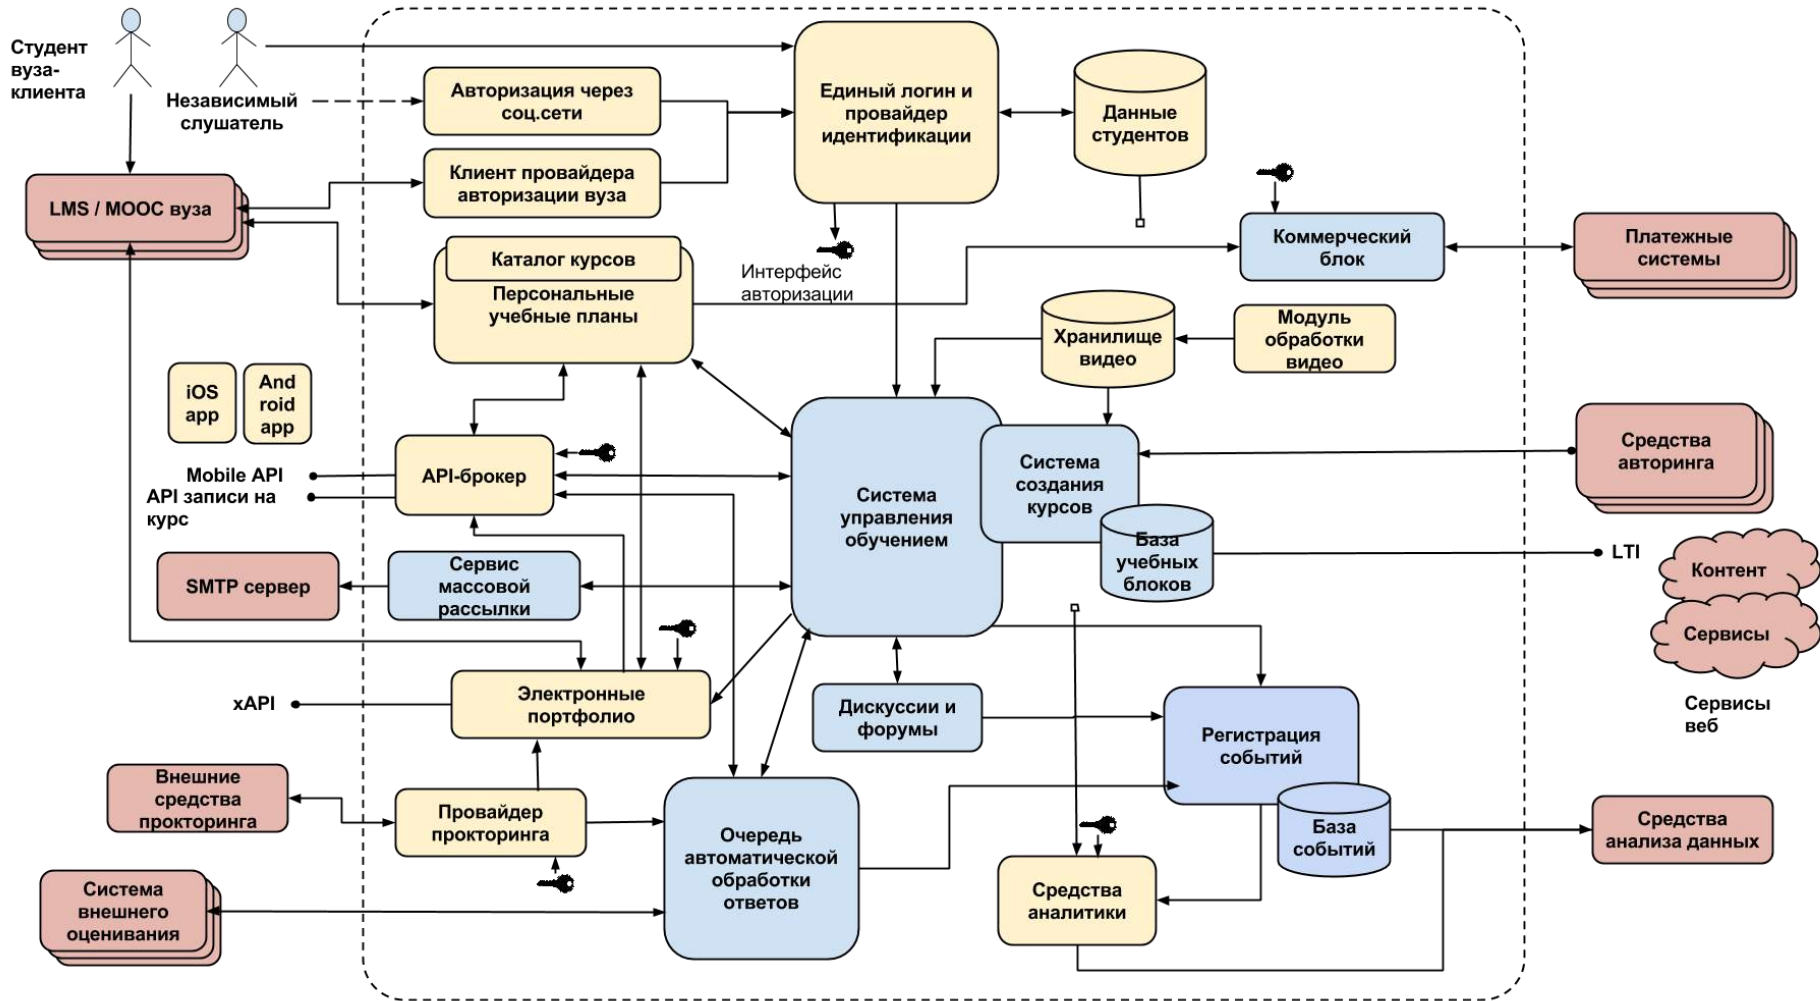 Студент
вуза-
клиента
Независимый
слушатель
Авторизация через
соц.сети
Единый логин и
провайдер
идентификации
Данные
студентов
Клиент провайдера
авторизации вуза
LMS / MOOC вуза
Каталог курсов
Персональные
учебные планы
Интерфейс
авторизации
Коммерческий
блок
Платежные
системы
Хранилище
видео
Модуль
обработки
видео
iOS
app
And
roid
app
API-брокер
Mobile API
API записи на
курс
Система
управления
обучением
Система
создания
курсов
Средства
авторинга
База
учебных
блоков
LTI
Контент
Сервисы
Сервисы
веб
SMTP сервер
Сервис
массовой
рассылки
xAPI
Электронные
портфолио
Дискуссии и
форумы
Регистрация
событий
База
событий
Средства
анализа данных
Внешние
средства
прокторинга
Провайдер
прокторинга
Очередь
автоматической
обработки
ответов
Средства
аналитики
Система
внешнего
оценивания